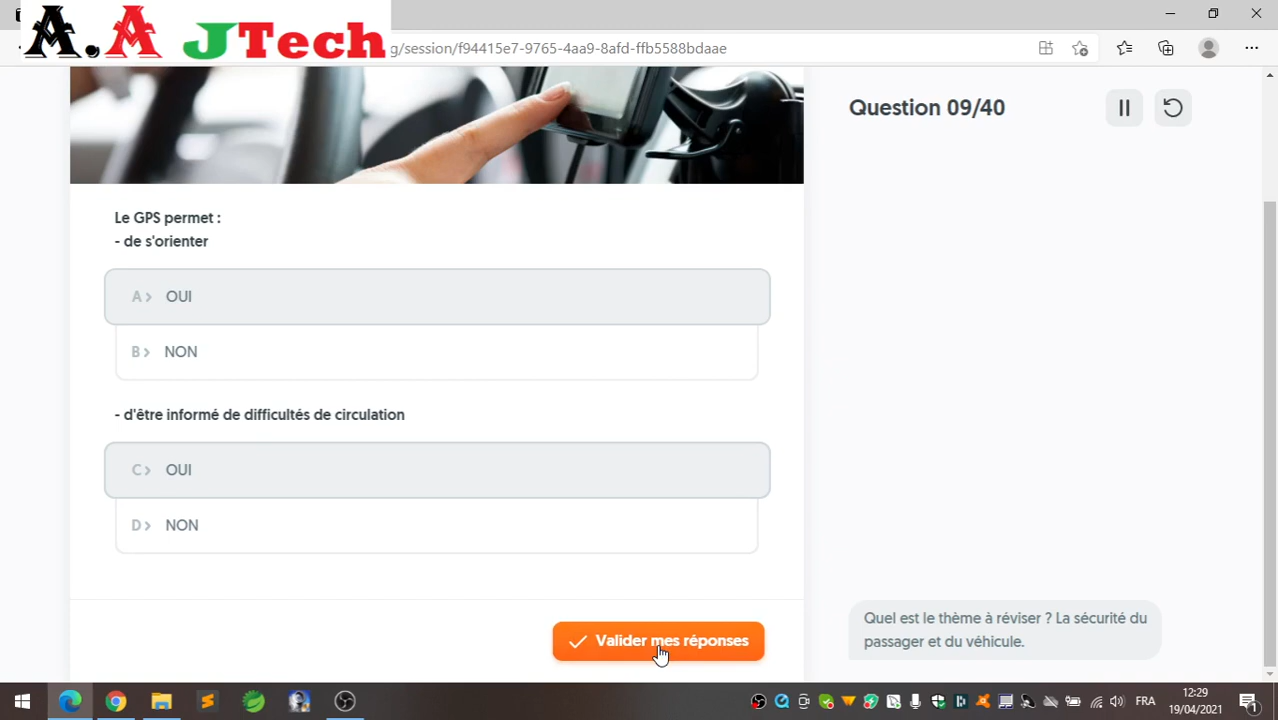 A.A JTech
g/session/f94415e7-9765-4aa9-8afd-ffb5588bdaae
Question 09/40
Le GPS permet :
- de s'orienter
A > OUI
B > NON
- d'être informé de difficultés de circulation
C > OUI
D > NON
Valider mes réponses
Quel est le thème à réviser ? La sécurité du
passager et du véhicule.
FRA
12:29
19/04/2021
1